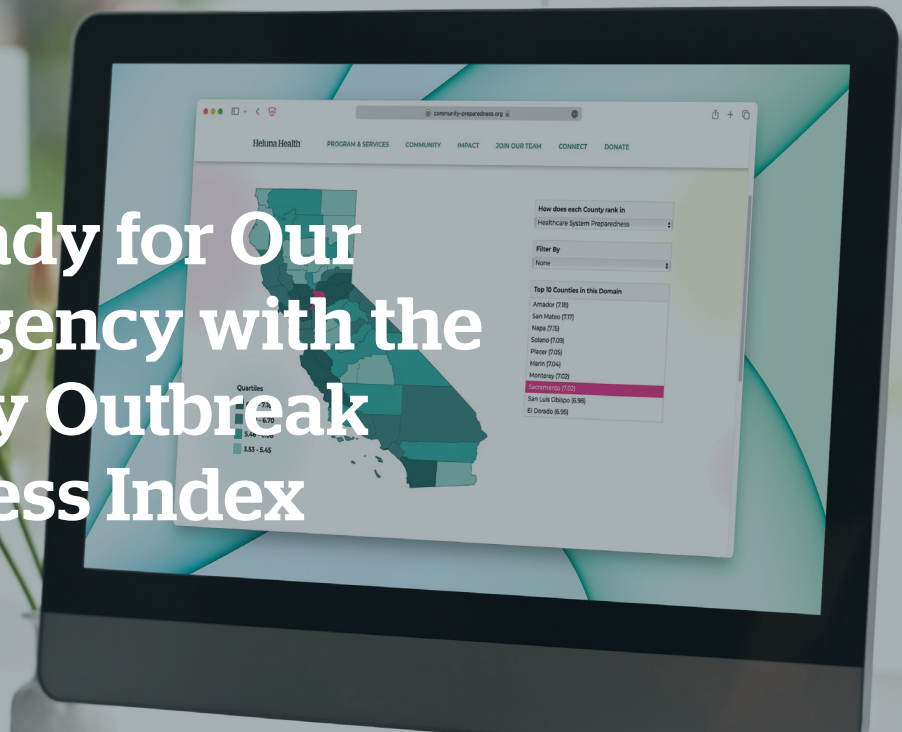 community-preparedness.org
Heluna Health
PROGRAM & SERVICES
COMMUNITY
IMPACT
JOIN OUR TEAM
CONNECT
DONATE
ady for Our
gency with the
y Outbreak
ess Index
How does each County rank in
Healthcare System Preparedness
Filter By
None
Top 10 Counties in this Domain
Amador (7.18)
San Mateo (7.17)
Napa (7.15)
Solano (7.09)
Placer (7.05)
Marin (7.04)
Monterey (7.02)
Sacramento (7.02)
San Luis Obispo (6.98)
El Dorado (6.95)
Quartiles
- 6.70
3.53 - 5.45